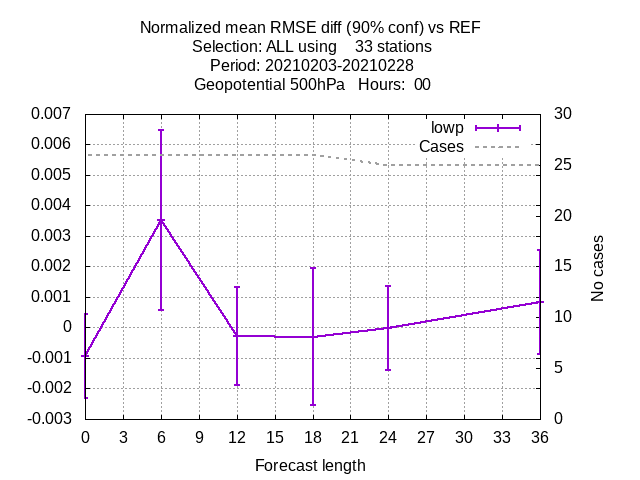 Normalized mean RMSE diff (90% conf) vs REF
Selection: ALL using    33 stations
Period: 20210203-20210228
Geopotential 500hPa   Hours:  00
0.007
0.006
0.005
0.004
0.003
0.002
0.001
0
-0.001
-0.002
-0.003
lowp
Cases
30
25
20
15
10
5
0
No cases
0 3 6 9 12 15 18 21 24 27 30 33 36
Forecast length